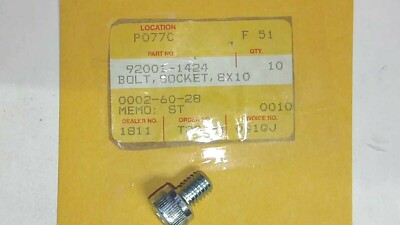 LOCATION
P077C F 51
PART NO. QTY.
92001-1424 10
BOLT, SOCKET, 8X10
0002-60-28
MEMO: ST 0010
DEALER NO. ORDER INVOICE NO.
1811